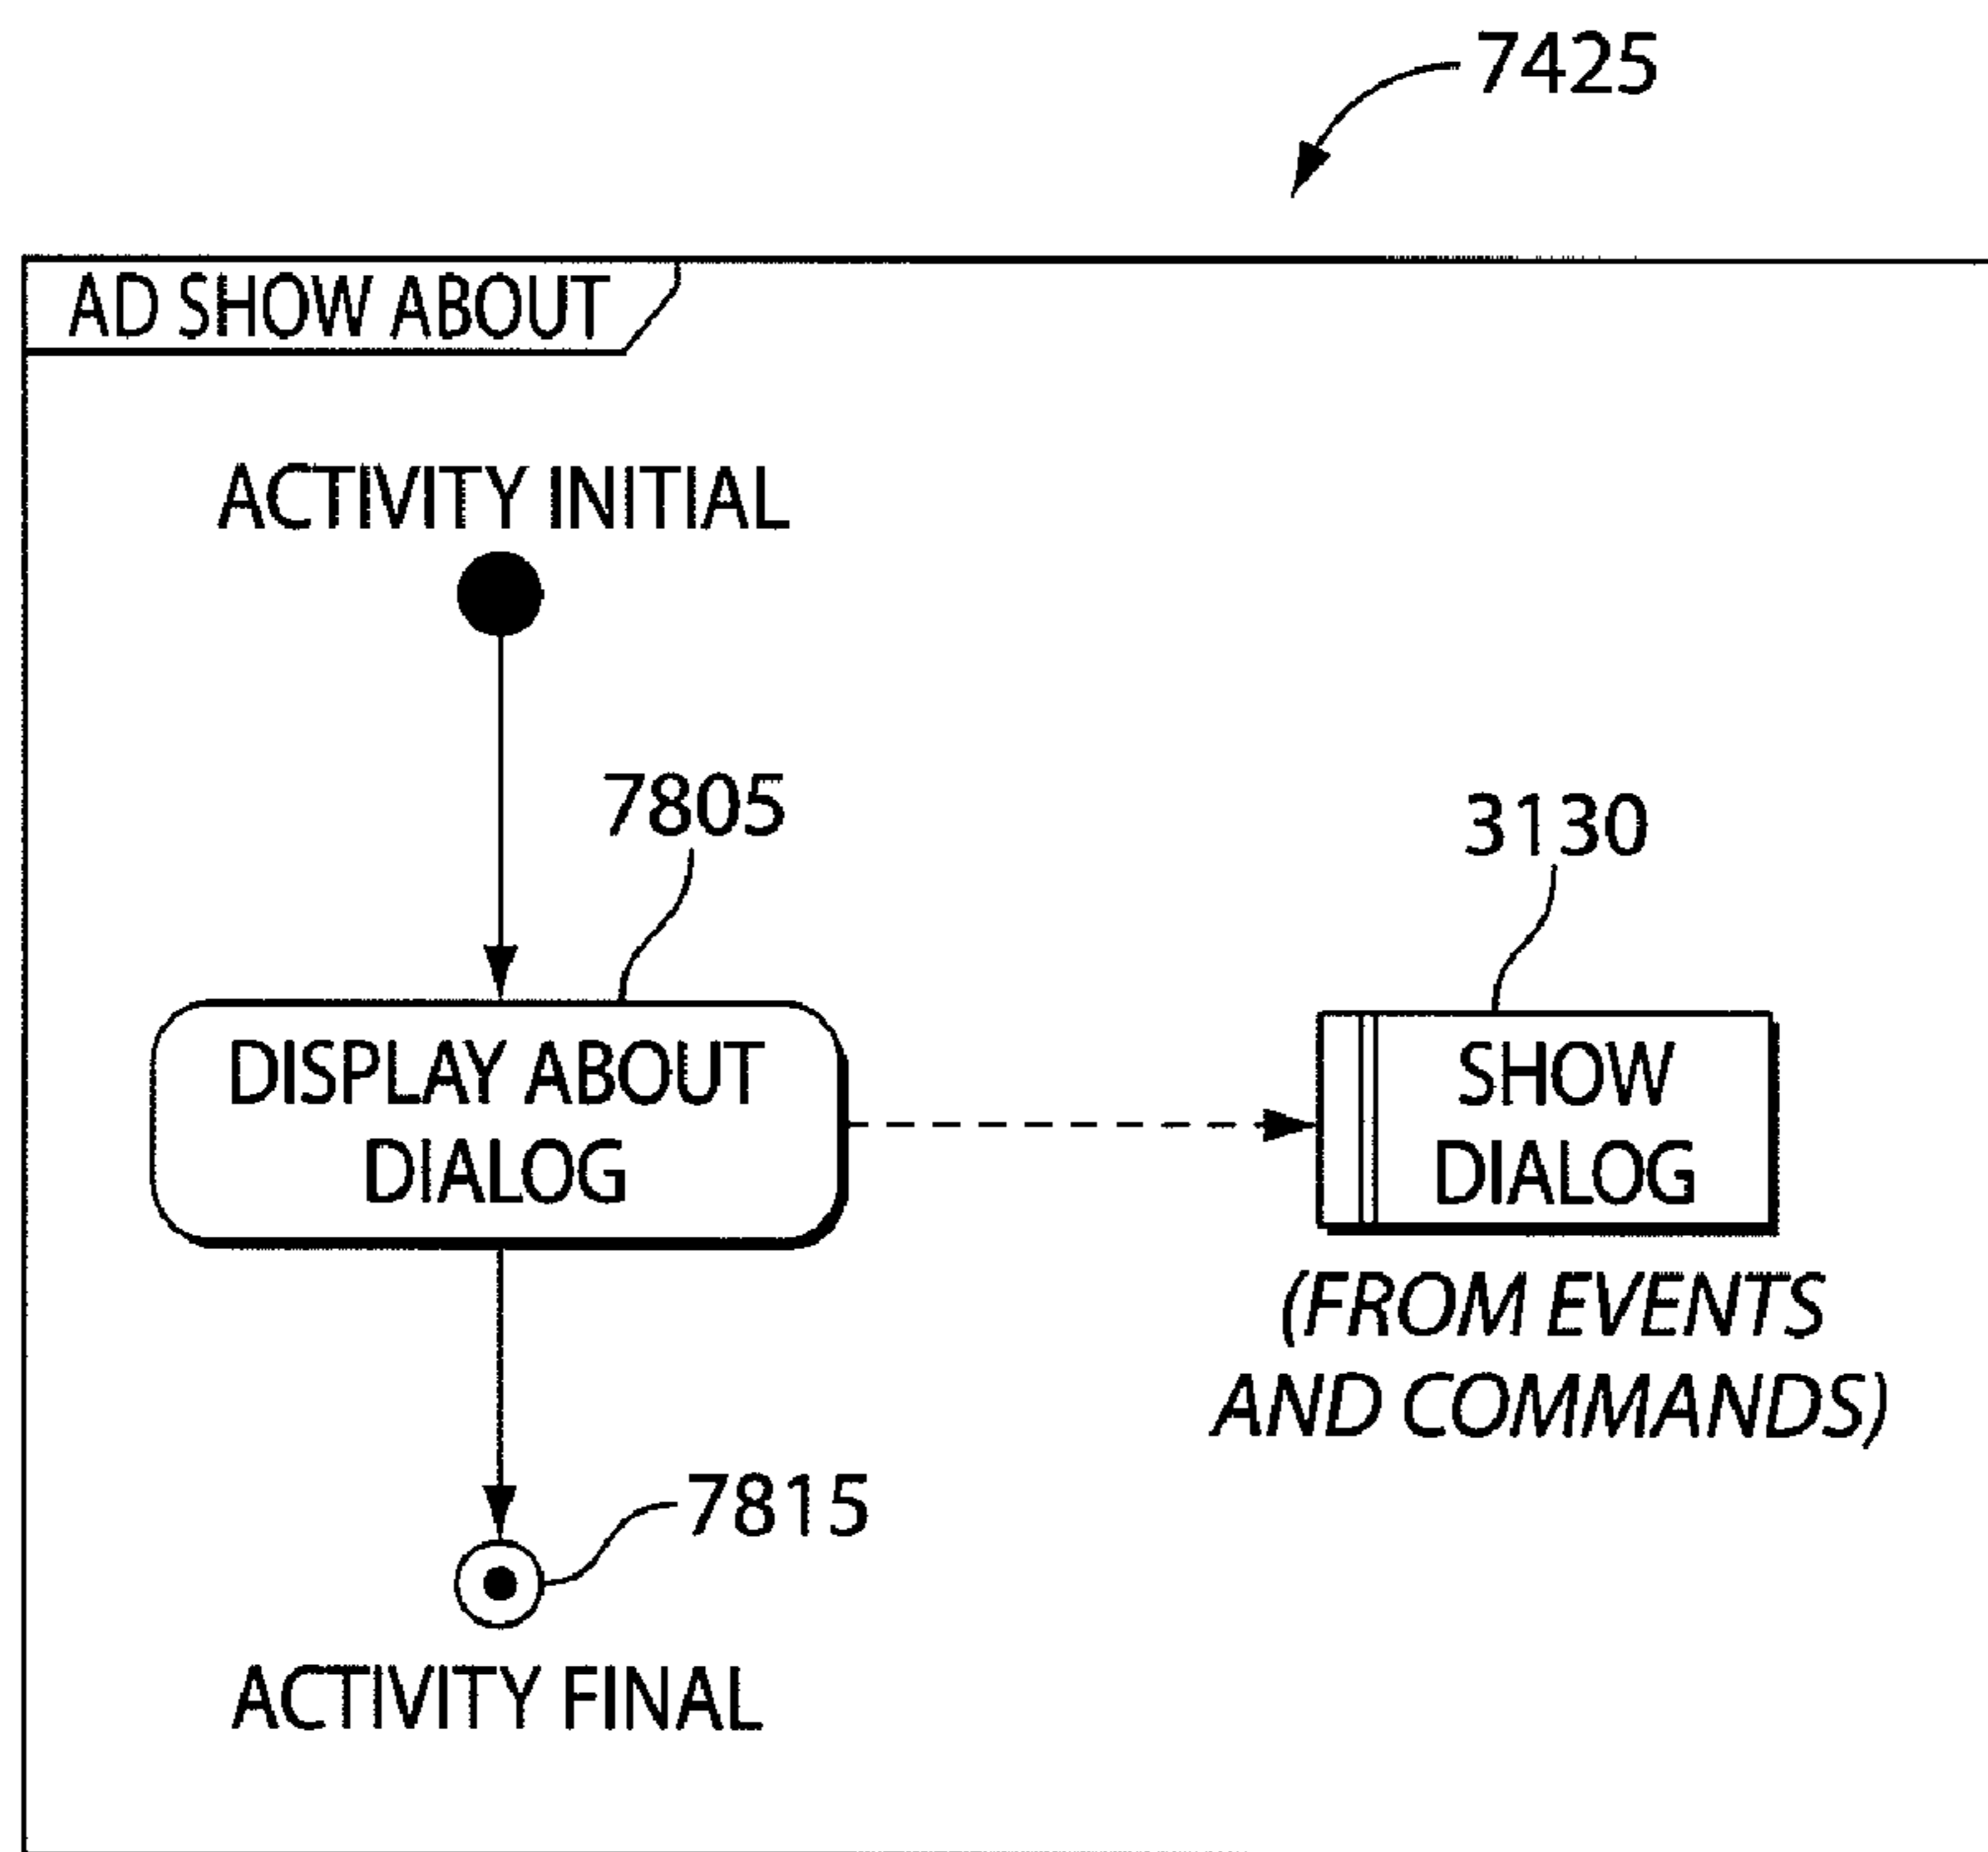 7425
AD SHOW ABOUT
ACTIVITY INITIAL
7805
3130
DISPLAY ABOUT
DIALOG
SHOW
DIALOG
(FROM EVENTS
AND COMMANDS)
7815
ACTIVITY FINAL